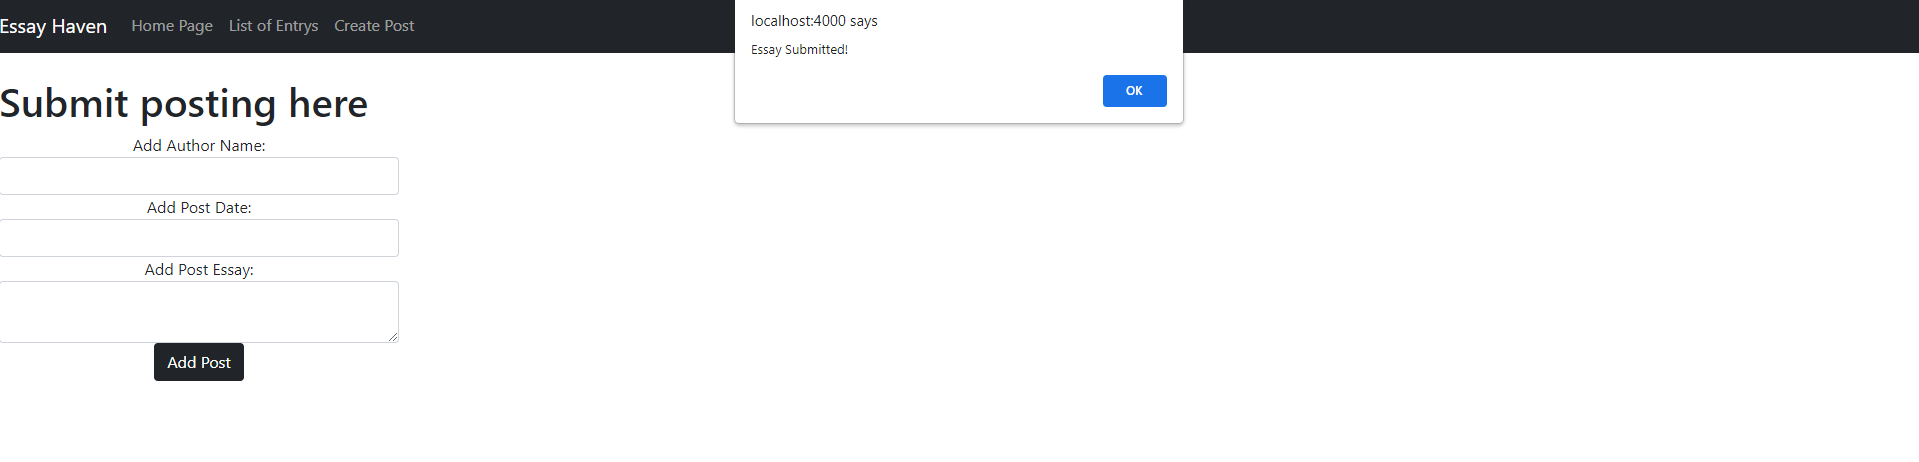 Essay Haven Home Page List of Entrys Create Post
localhost:4000 says
Essay Submitted!
OK
Submit posting here
Add Author Name:
Add Post Date:
Add Post Essay:
Add Post